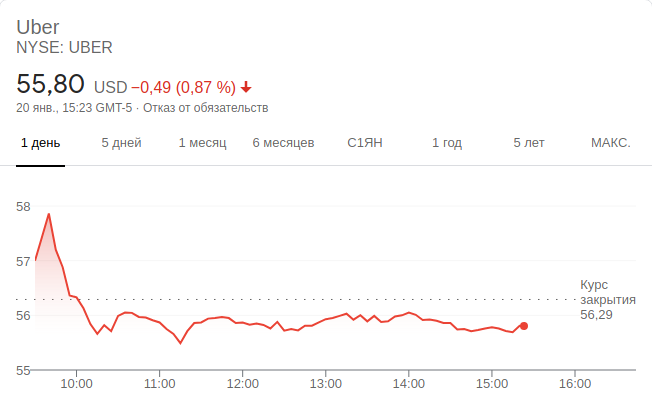 Uber
NYSE: UBER
55,80 USD −0,49 (0,87 %)
20 янв., 15:23 GMT-5 · Отказ от обязательств
1 день 5 дней 1 месяц 6 месяцев С1ЯН 1 год 5 лет МАКС.
58
57
Курс
закрытия
56,29
56
55
10:00 11:00 12:00 13:00 14:00 15:00 16:00